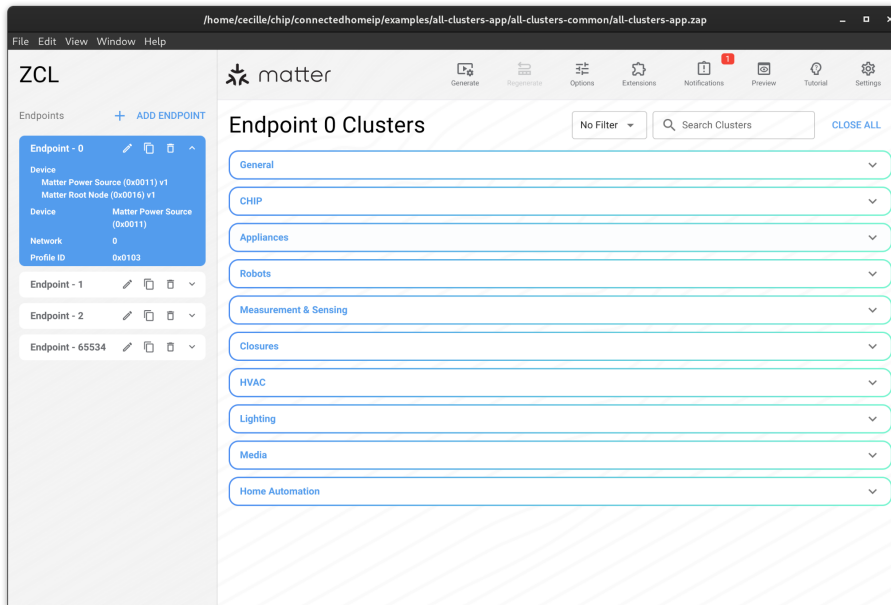 /home/cecille/chip/connectedhomeip/examples/all-clusters-app/all-clusters-common/all-clusters-app.zap
File Edit View Window Help
ZCL
matter
Generate
Regenerate
Options
Extensions
1
Notifications
Preview
Tutorial
Settings
Endpoints
+ ADD ENDPOINT
Endpoint - 0
Device
Matter Power Source (0x0011) v1
Matter Root Node (0x0016) v1
Device Matter Power Source
(0x0011)
Network 0
Profile ID 0x0103
Endpoint - 1
Endpoint - 2
Endpoint - 65534
Endpoint 0 Clusters
No Filter
Search Clusters
CLOSE ALL
General
CHIP
Appliances
Robots
Measurement & Sensing
Closures
HVAC
Lighting
Media
Home Automation